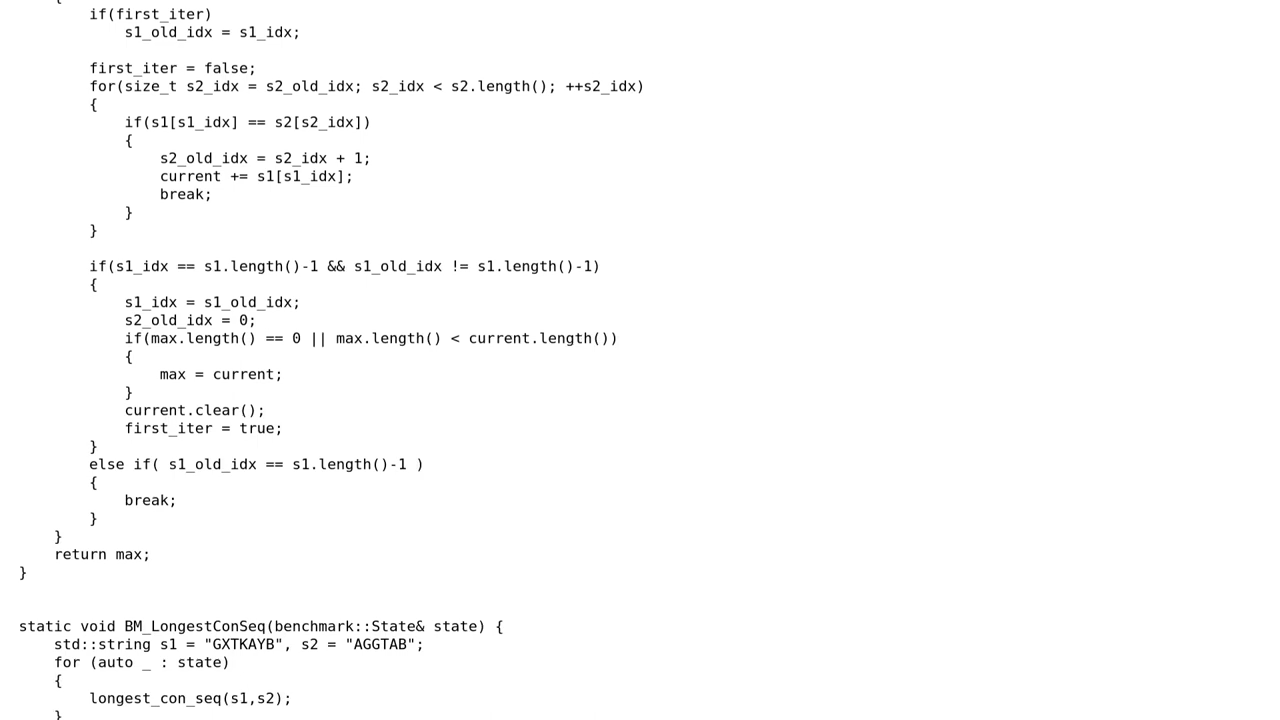 {
if(first_iter)
s1_old_idx = s1_idx;
first_iter = false;
for(size_t s2_idx = s2_old_idx; s2_idx < s2.length(); ++s2_idx)
{
if(s1[s1_idx] == s2[s2_idx])
{
s2_old_idx = s2_idx + 1;
current += s1[s1_idx];
break;
}
}
if(s1_idx == s1.length()-1 && s1_old_idx != s1.length()-1)
{
s1_idx = s1_old_idx;
s2_old_idx = 0;
if(max.length() == 0 || max.length() < current.length())
{
max = current;
}
current.clear();
first_iter = true;
}
else if( s1_old_idx == s1.length()-1 )
{
break;
}
}
return max;
}
static void BM_LongestConSeq(benchmark::State& state) {
std::string s1 = "GXTKAYB", s2 = "AGGTAB";
for (auto _ : state)
{
longest_con_seq(s1,s2);
}